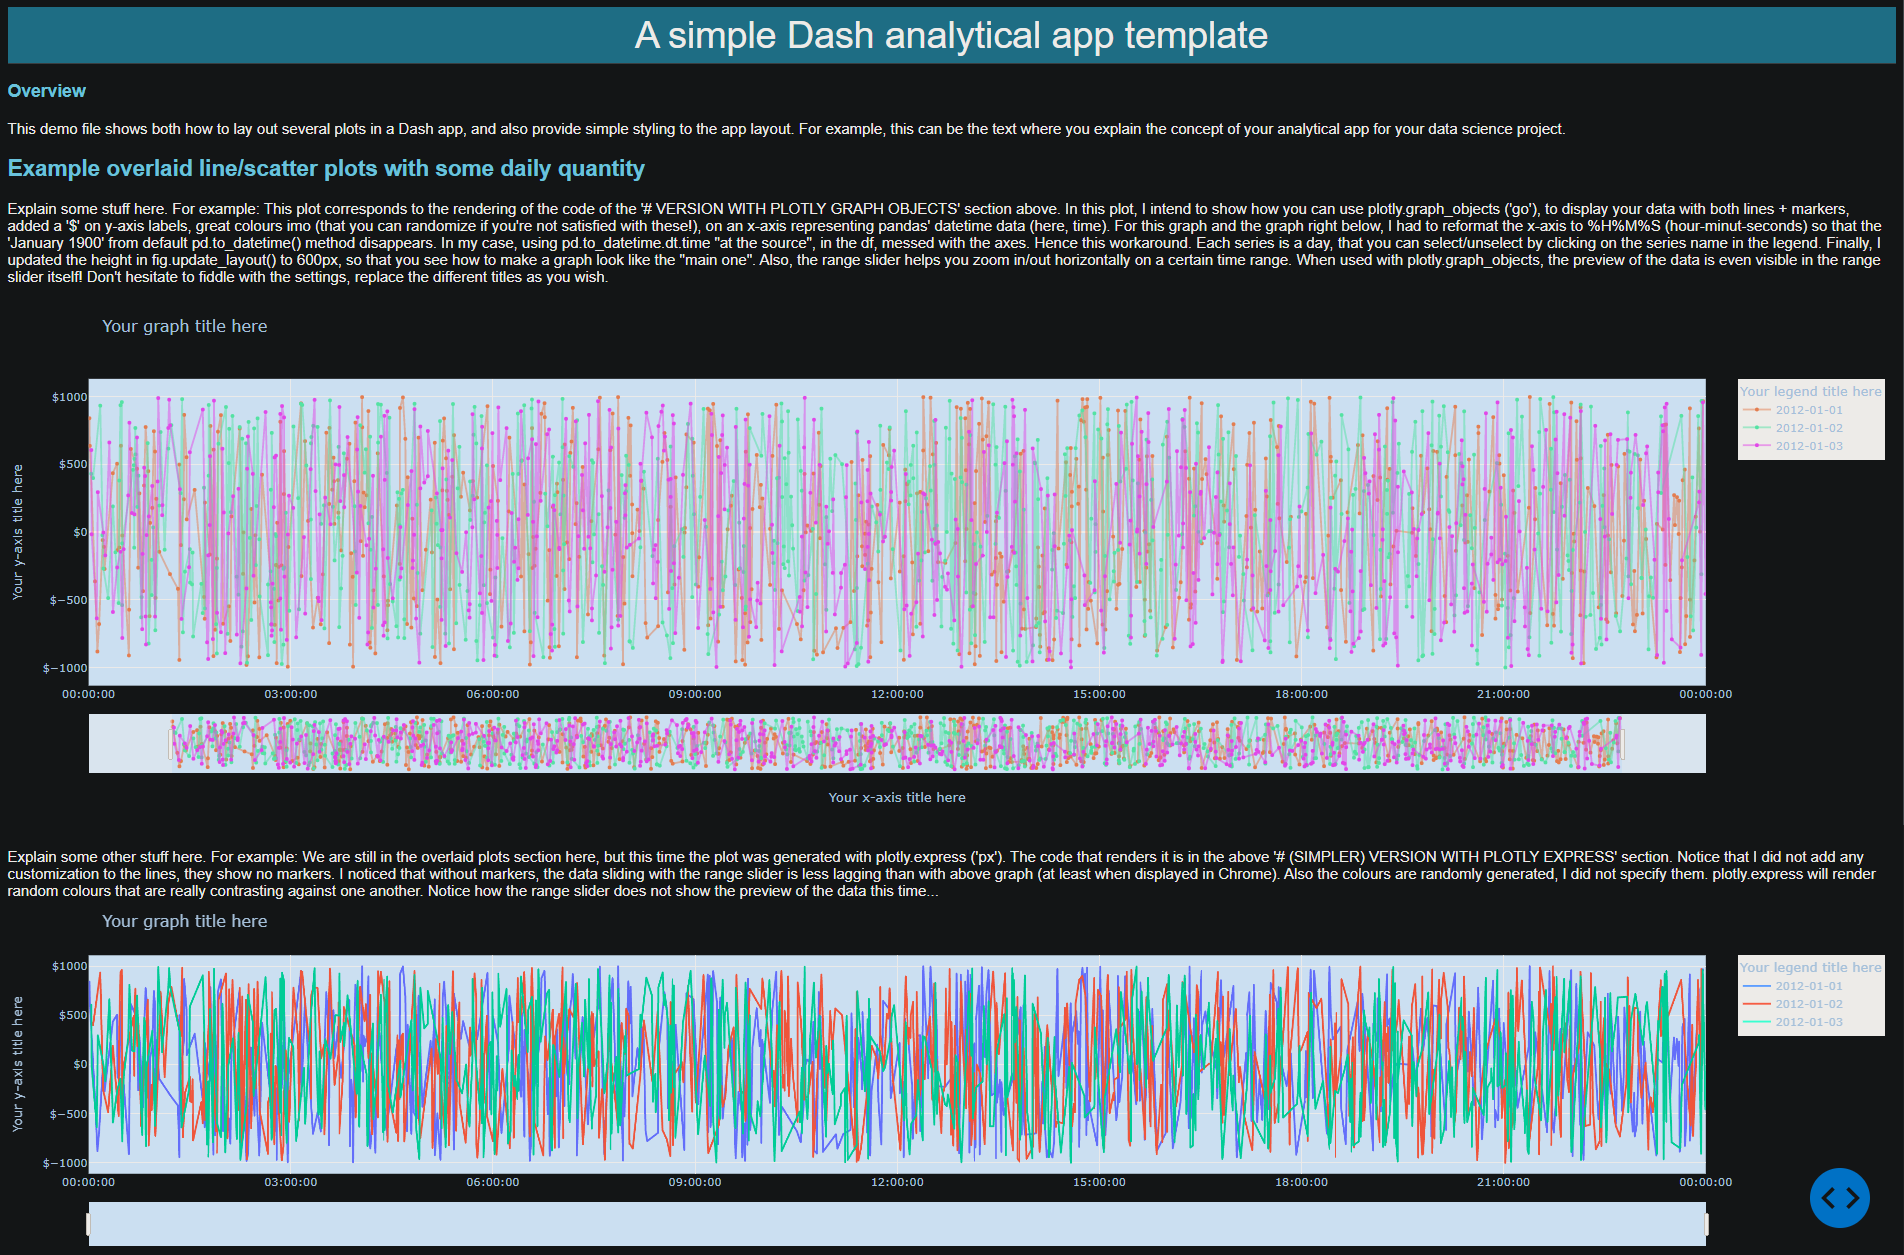 A simple Dash analytical app template
Overview
This demo file shows both how to lay out several plots in a Dash app, and also provide simple styling to the app layout. For example, this can be the text where you explain the concept of your analytical app for your data science project.
Example overlaid line/scatter plots with some daily quantity
Explain some stuff here. For example: This plot corresponds to the rendering of the code of the '# VERSION WITH PLOTLY GRAPH OBJECTS' section above. In this plot, I intend to show how you can use plotly.graph_objects ('go'), to display your data with both lines + markers,
added a '$' on y-axis labels, great colours imo (that you can randomize if you're not satisfied with these!), on an x-axis representing pandas' datetime data (here, time). For this graph and the graph right below, I had to reformat the x-axis to %H%M%S (hour-minut-seconds) so that the
'January 1900' from default pd.to_datetime() method disappears. In my case, using pd.to_datetime.dt.time "at the source", in the df, messed with the axes. Hence this workaround. Each series is a day, that you can select/unselect by clicking on the series name in the legend. Finally, I
updated the height in fig.update_layout() to 600px, so that you see how to make a graph look like the "main one". Also, the range slider helps you zoom in/out horizontally on a certain time range. When used with plotly.graph_objects, the preview of the data is even visible in the range
slider itself! Don't hesitate to fiddle with the settings, replace the different titles as you wish.
Your graph title here
$1000
$500
$0
$−500
$−1000
Your y-axis title here
00:00:00 03:00:00 06:00:00 09:00:00 12:00:00 15:00:00 18:00:00 21:00:00 00:00:00
Your x-axis title here
Your legend title here
2012-01-01
2012-01-02
2012-01-03
Explain some other stuff here. For example: We are still in the overlaid plots section here, but this time the plot was generated with plotly.express ('px'). The code that renders it is in the above '# (SIMPLER) VERSION WITH PLOTLY EXPRESS' section. Notice that I did not add any
customization to the lines, they show no markers. I noticed that without markers, the data sliding with the range slider is less lagging than with above graph (at least when displayed in Chrome). Also the colours are randomly generated, I did not specify them. plotly.express will render
random colours that are really contrasting against one another. Notice how the range slider does not show the preview of the data this time...
Your graph title here
$1000
$500
$0
$−500
$−1000
Your y-axis title here
00:00:00 03:00:00 06:00:00 09:00:00 12:00:00 15:00:00 18:00:00 21:00:00 00:00:00
Your legend title here
2012-01-01
2012-01-02
2012-01-03